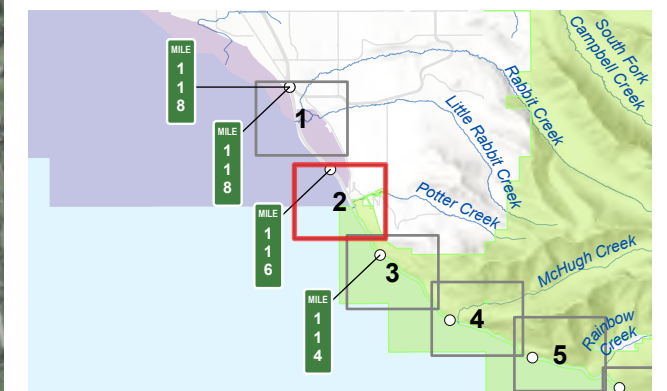 MILE
1
1
8
MILE
1
1
8
MILE
1
1
6
MILE
1
1
4
1
2
3
4
5
South Fork
Campbell Creek
Rabbit Creek
Little Rabbit Creek
Potter Creek
McHugh Creek
Rainbow
Creek